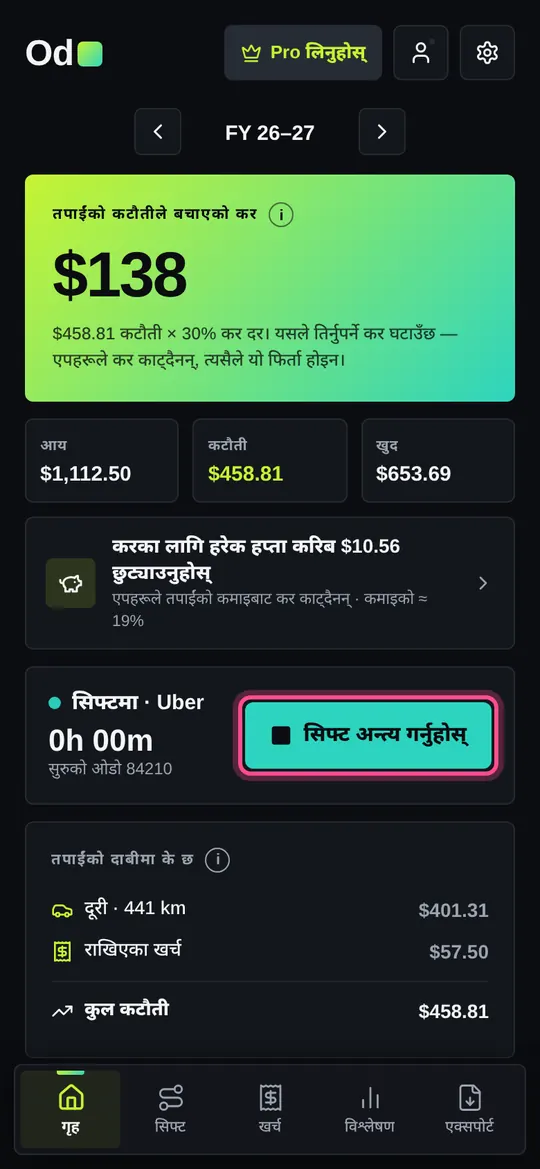 Od
Pro लिनुहोस्
FY 26–27
तपाईंको कटौतीले बचाएको कर
$138
$458.81 कटौती × 30% कर दर। यसले तिर्नुपर्ने कर घटाउँछ —
एपहरूले कर काट्दैनन्, त्यसैले यो फिर्ता होइन।
आय
$1,112.50
कटौती
$458.81
खुद
$653.69
करका लागि हरेक हप्ता करिब $10.56
छुट्याउनुहोस्
एपहरूले तपाईंको कमाइबाट कर काट्दैनन् · कमाइको ≈
19%
सिफ्टमा · Uber
0h 00m
सुरुको ओडो 84210
सिफ्ट अन्त्य गर्नुहोस्
तपाईंको दाबीमा के छ
दूरी · 441 km
$401.31
राखिएका खर्च
$57.50
कुल कटौती
$458.81
गृह
सिफ्ट
खर्च
विश्लेषण
एक्सपोर्ट